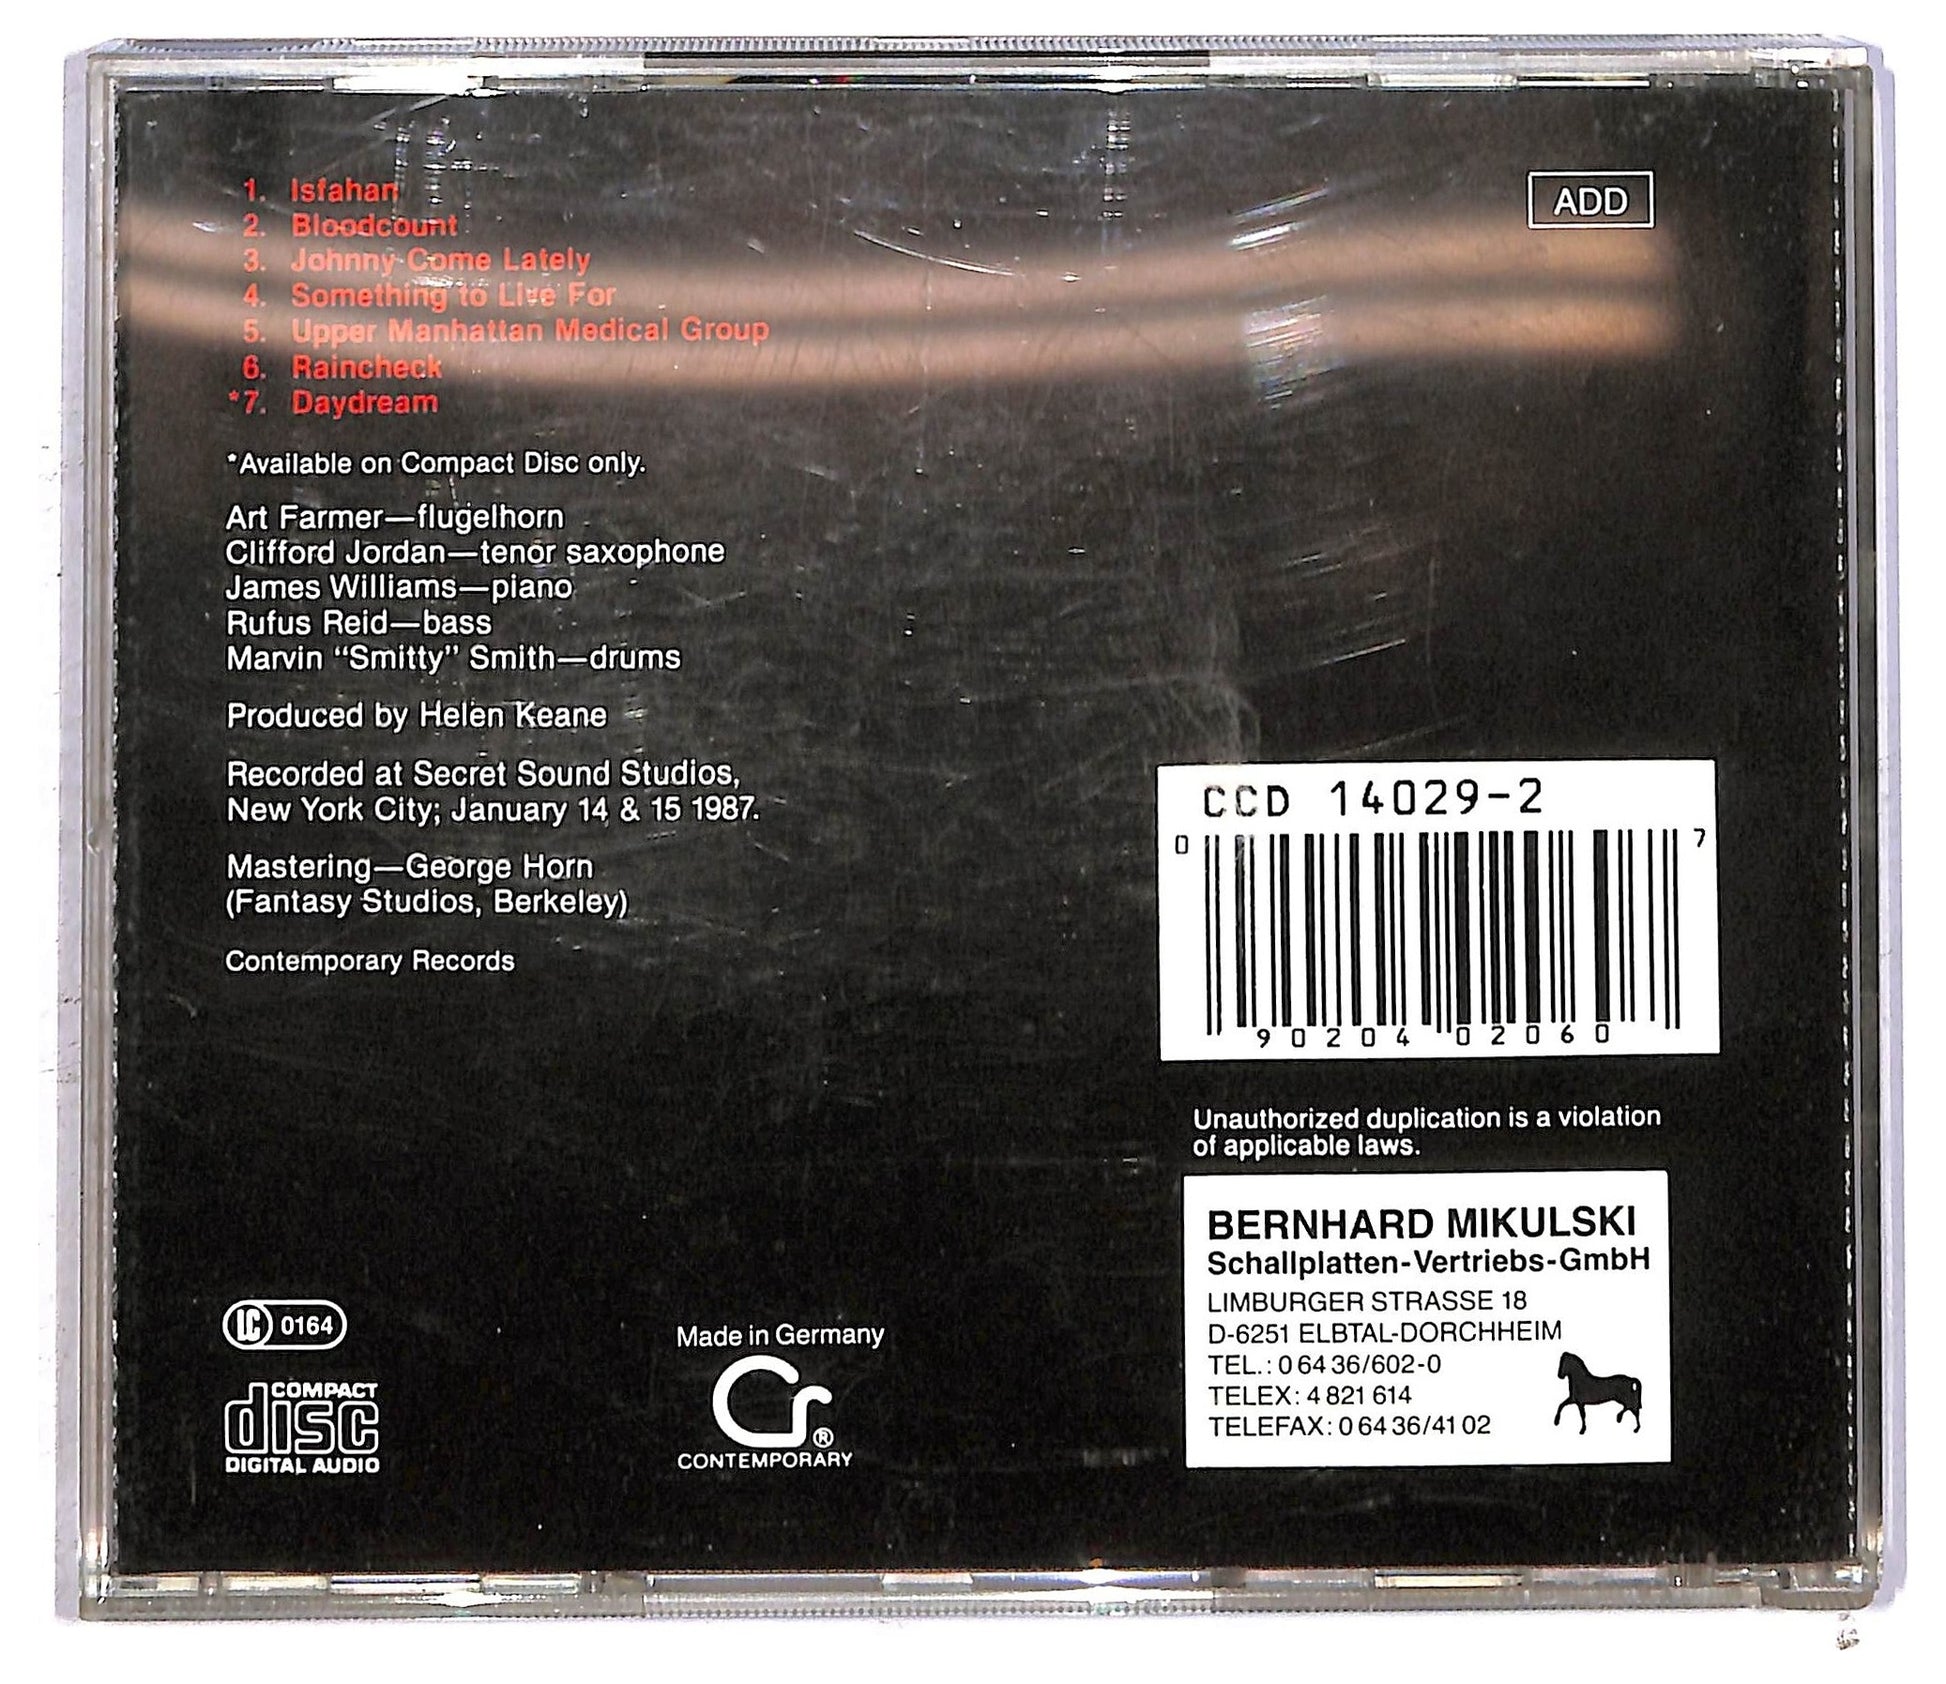 1. Isfahan
2. Bloodcount
3. Johnny Come Lately
4. Something to Live For
5. Upper Manhattan Medical Group
6. Raincheck
*7. Daydream
*Available on Compact Disc only.
Art Farmer—flugelhorn
Clifford Jordan—tenor saxophone
James Williams—piano
Rufus Reid—bass
Marvin “Smitty” Smith—drums
Produced by Helen Keane
Recorded at Secret Sound Studios,
New York City; January 14 & 15 1987.
Mastering—George Horn
(Fantasy Studios, Berkeley)
Contemporary Records
LC 0164
COMPACT
disc
DIGITAL AUDIO
Made in Germany
Cr®
CONTEMPORARY
ADD
CCD 14029-2
0 7
90204 02060
Unauthorized duplication is a violation
of applicable laws.
BERNHARD MIKULSKI
Schallplatten-Vertriebs-GmbH
LIMBURGER STRASSE 18
D-6251 ELBTAL-DORCHHEIM
TEL.: 0 64 36/602-0
TELEX: 4 821 614
TELEFAX: 0 64 36/41 02